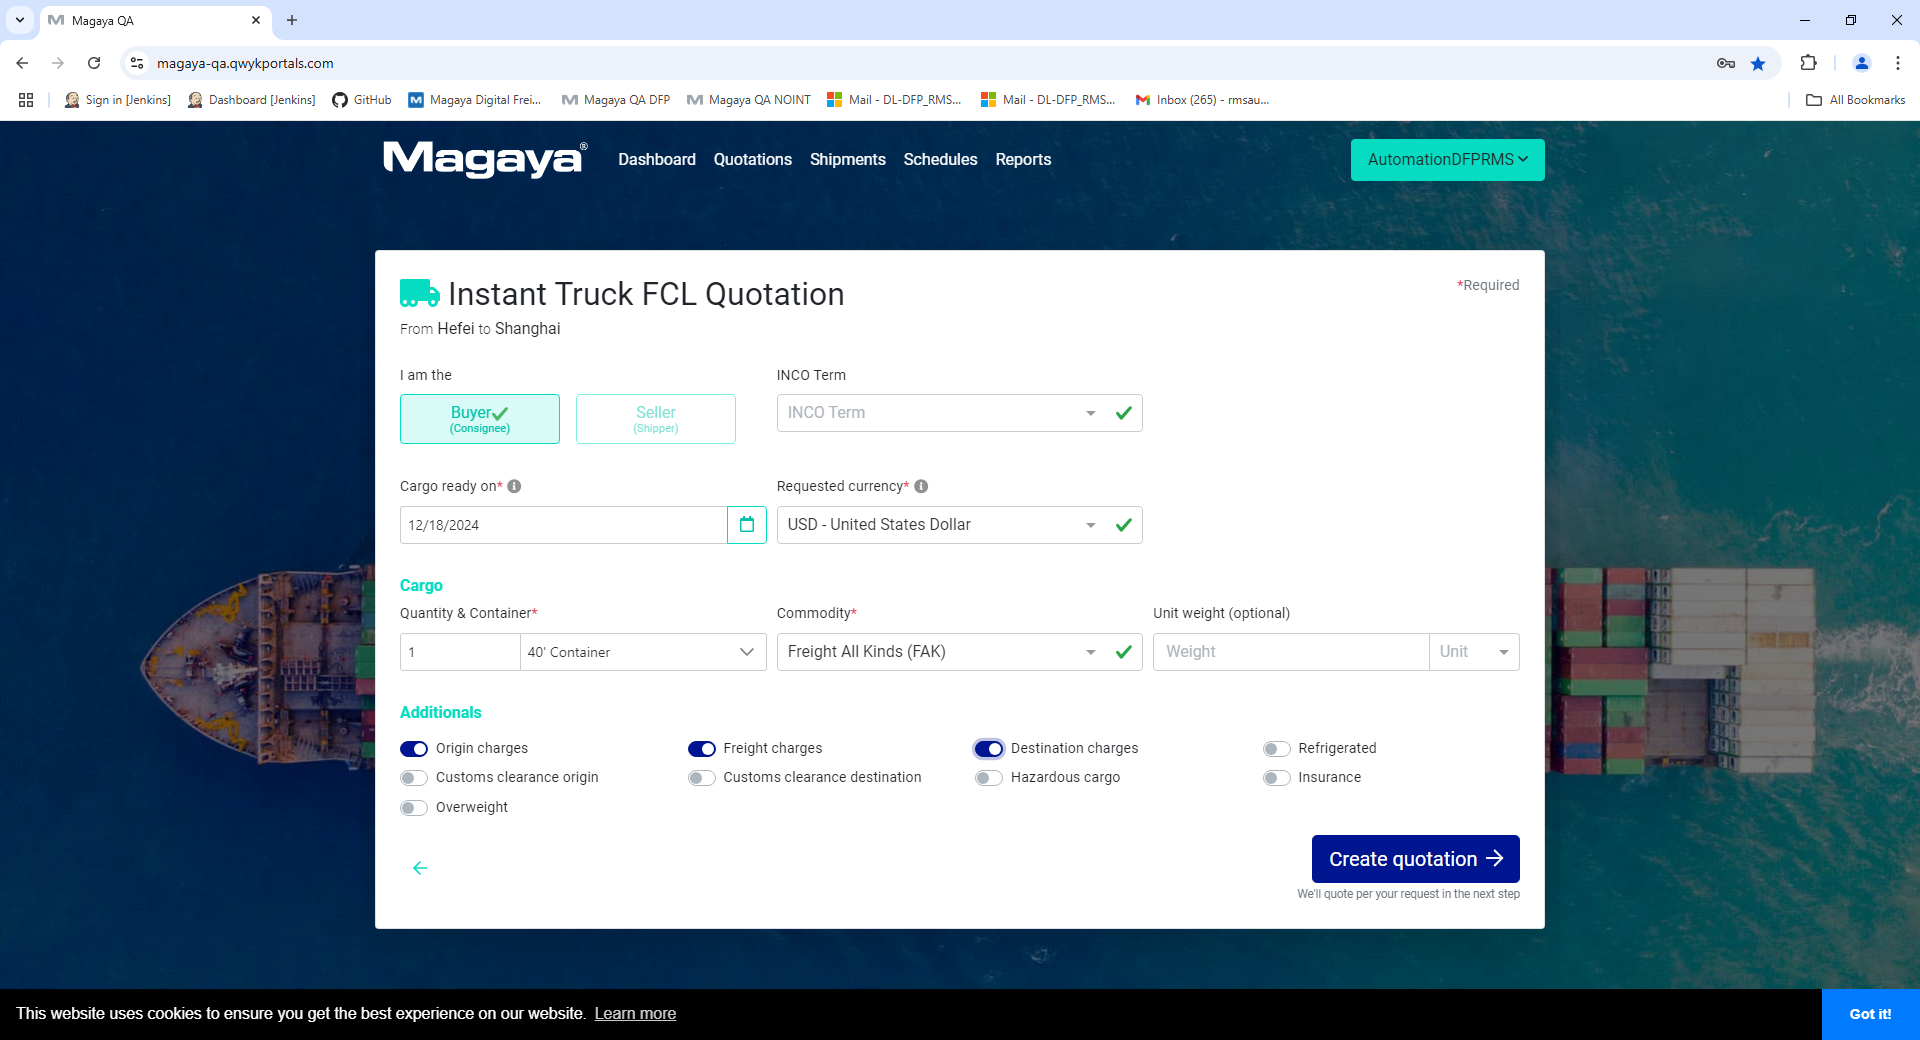 Magaya QA
magaya-qa.qwykportals.com
Sign in [Jenkins]
Dashboard [Jenkins]
GitHub
Magaya Digital Frei...
Magaya QA DFP
Magaya QA NOINT
Mail - DL-DFP_RMS...
Mail - DL-DFP_RMS...
Inbox (265) - rmsau...
All Bookmarks
Magaya®
Dashboard
Quotations
Shipments
Schedules
Reports
AutomationDFPRMS
Instant Truck FCL Quotation
*Required
From Hefei to Shanghai
I am the
INCO Term
Buyer
(Consignee)
Seller
(Shipper)
INCO Term
Cargo ready on*
Requested currency*
12/18/2024
USD - United States Dollar
Cargo
Quantity & Container*
Commodity*
Unit weight (optional)
1
40' Container
Freight All Kinds (FAK)
Weight
Unit
Additionals
Origin charges
Freight charges
Destination charges
Refrigerated
Customs clearance origin
Customs clearance destination
Hazardous cargo
Insurance
Overweight
Create quotation
We'll quote per your request in the next step
This website uses cookies to ensure you get the best experience on our website. Learn more
Got it!